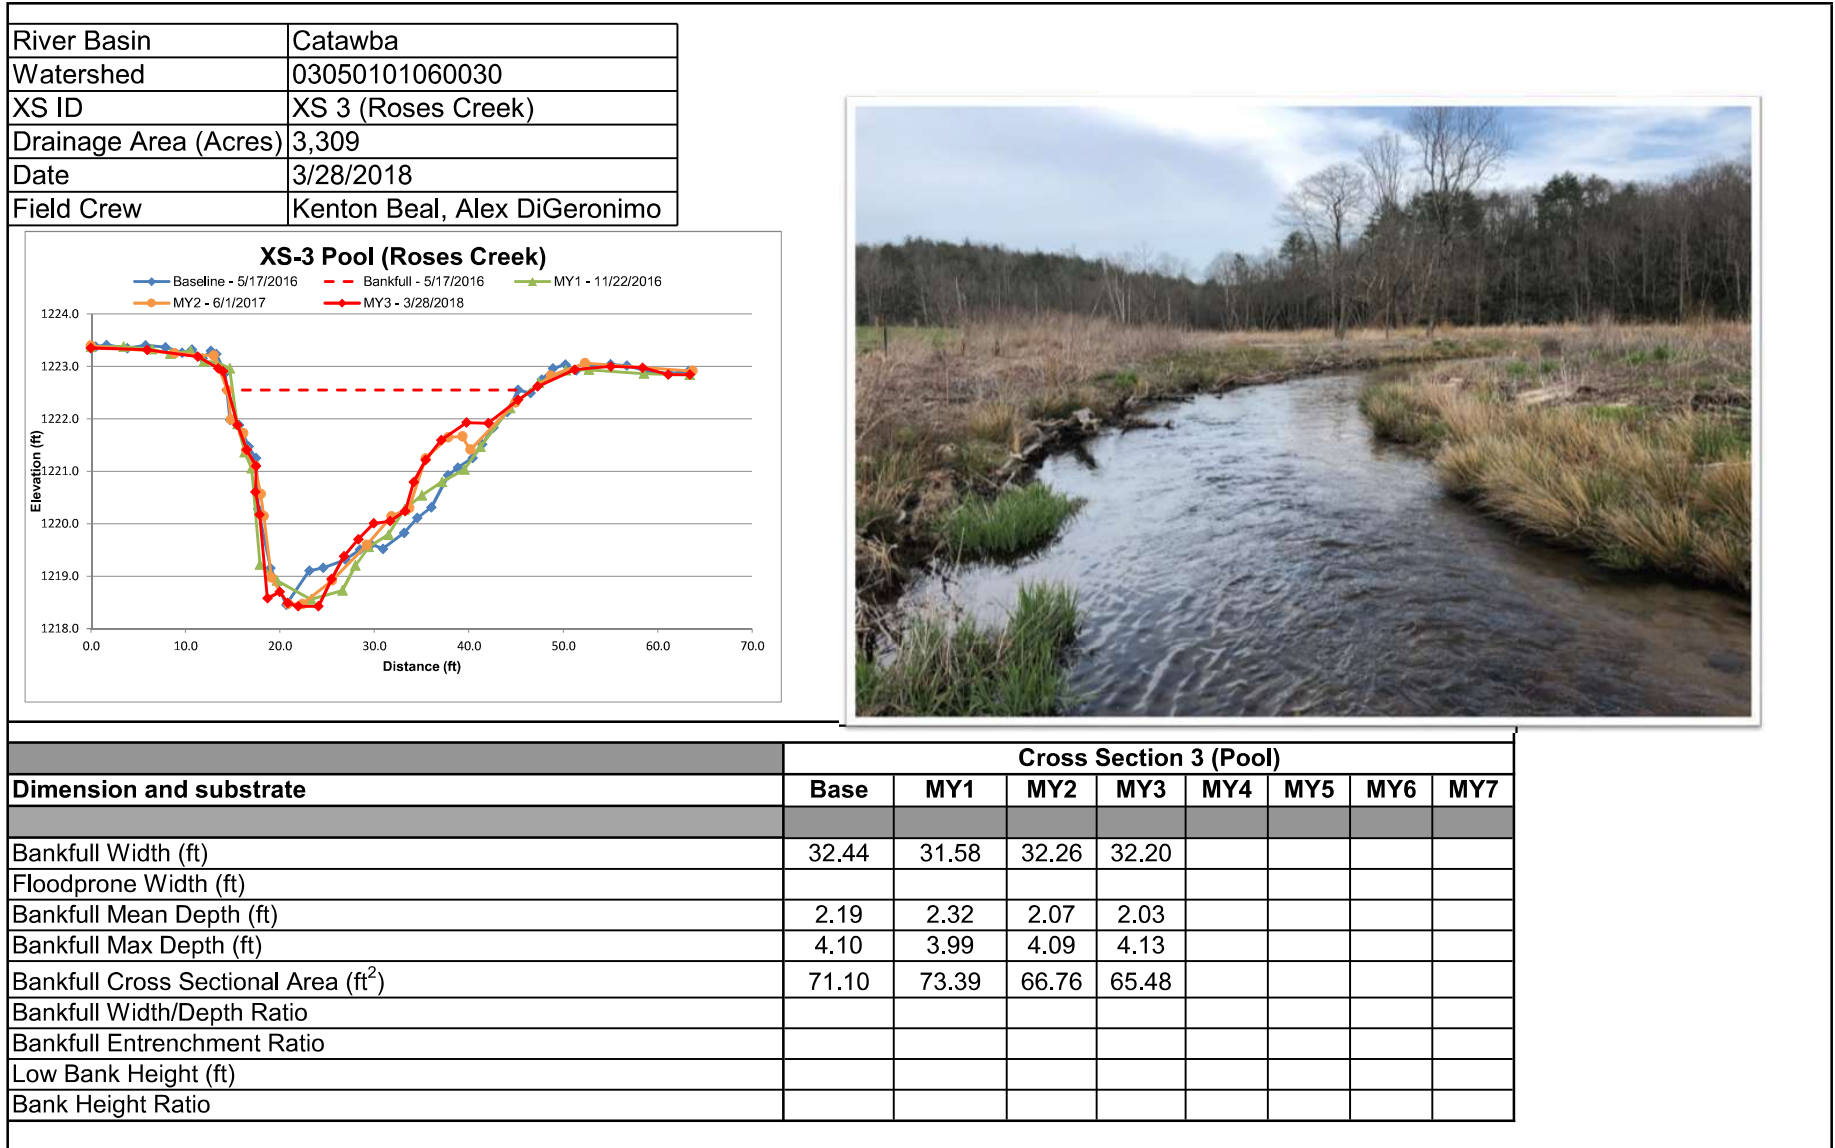 River Basin Catawba
Watershed 03050101060030
XS ID XS 3 (Roses Creek)
Drainage Area (Acres) 3,309
Date 3/28/2018
Field Crew Kenton Beal, Alex DiGeronimo
XS-3 Pool (Roses Creek)
Baseline - 5/17/2016 Bankfull - 5/17/2016 MY1 - 11/22/2016
MY2 - 6/1/2017 MY3 - 3/28/2018
1224.0
1223.0
1222.0
1221.0
1220.0
1219.0
1218.0
Elevation (ft)
0.0 10.0 20.0 30.0 40.0 50.0 60.0 70.0
Distance (ft)
Cross Section 3 (Pool)
Dimension and substrate Base MY1 MY2 MY3 MY4 MY5 MY6 MY7
Bankfull Width (ft) 32.44 31.58 32.26 32.20
Floodprone Width (ft)
Bankfull Mean Depth (ft) 2.19 2.32 2.07 2.03
Bankfull Max Depth (ft) 4.10 3.99 4.09 4.13
Bankfull Cross Sectional Area (ft²) 71.10 73.39 66.76 65.48
Bankfull Width/Depth Ratio
Bankfull Entrenchment Ratio
Low Bank Height (ft)
Bank Height Ratio